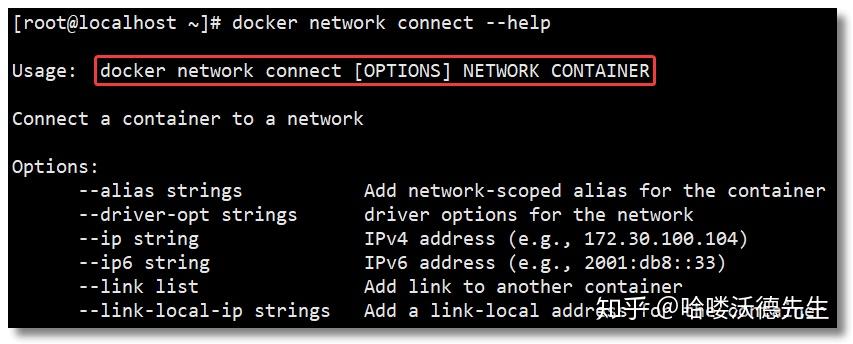 [root@localhost ~]# docker network connect --help
Usage:  docker network connect [OPTIONS] NETWORK CONTAINER
Connect a container to a network
Options:
      --alias strings           Add network-scoped alias for the container
      --driver-opt strings      driver options for the network
      --ip string               IPv4 address (e.g., 172.30.100.104)
      --ip6 string              IPv6 address (e.g., 2001:db8::33)
      --link list               Add link to another container
      --link-local-ip strings   Add a link-local address for the container
知乎 @哈喽沃德先生